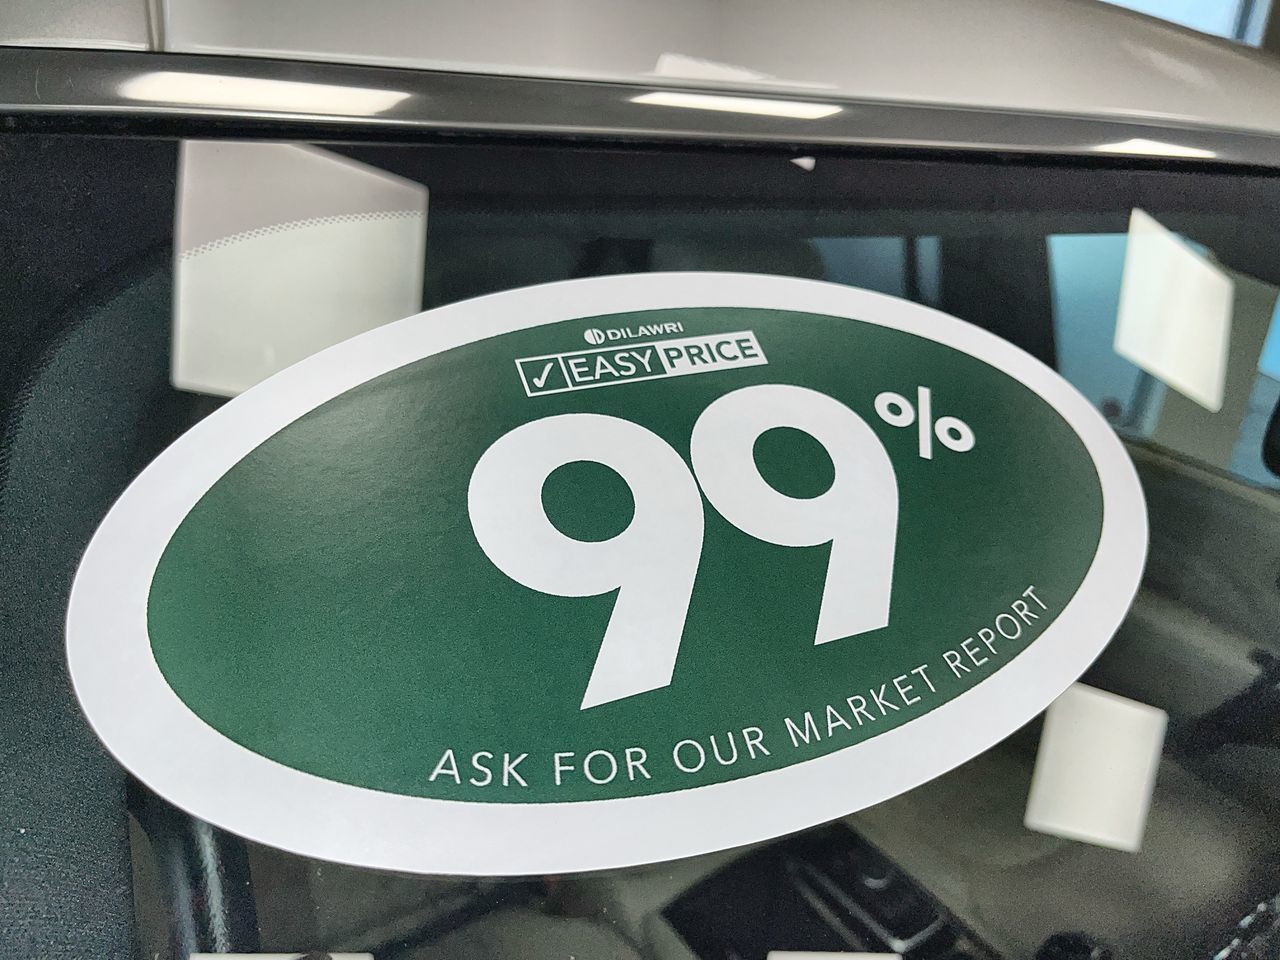 DILAWRI
✓ EASY PRICE
99%
ASK FOR OUR MARKET REPORT